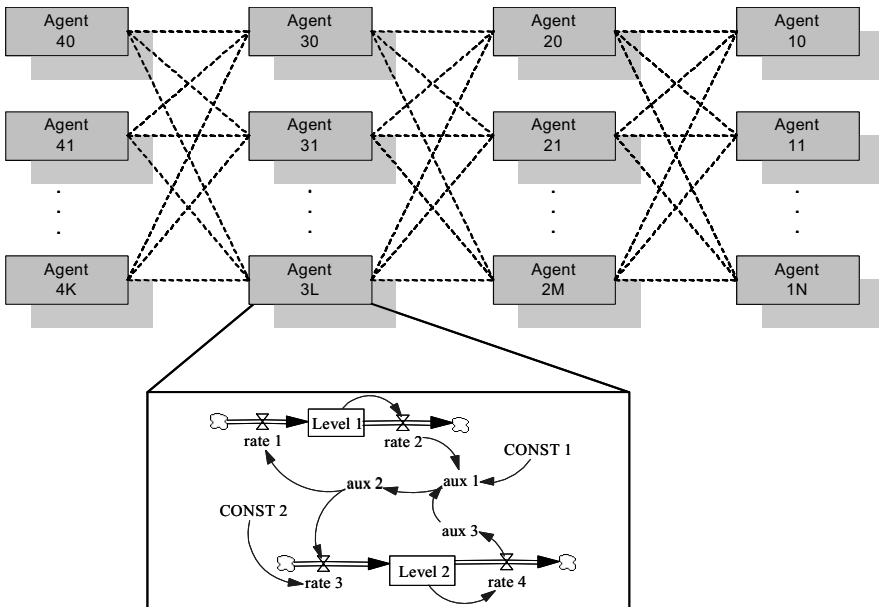 Agent
40
Agent
30
Agent
20
Agent
10
Agent
41
Agent
31
Agent
21
Agent
11
Agent
4K
Agent
3L
Agent
2M
Agent
1N
Level 1
rate 1
rate 2
CONST 1
aux 2
aux 1
CONST 2
aux 3
Level 2
rate 3
rate 4